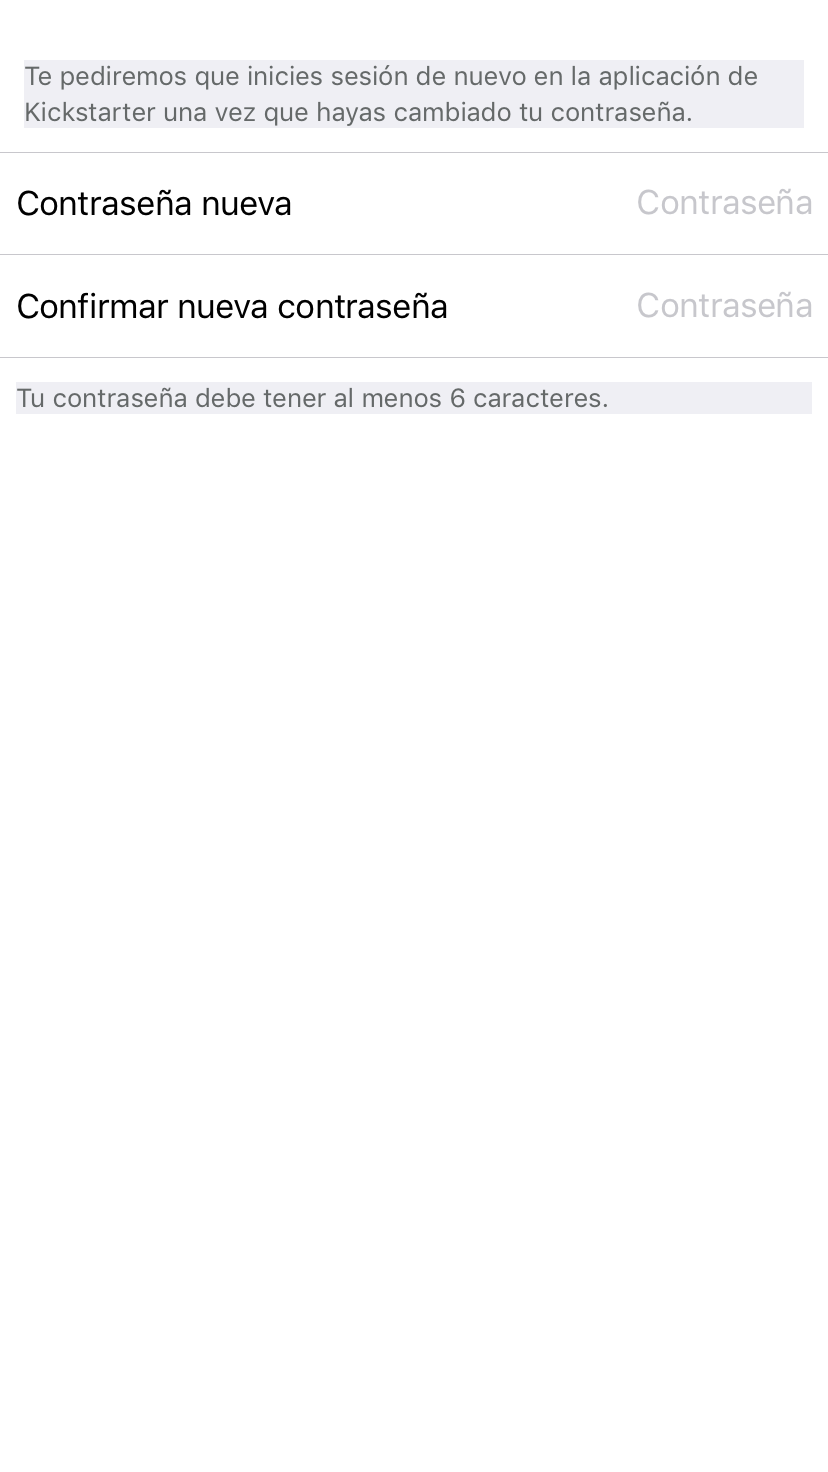 Te pediremos que inicies sesión de nuevo en la aplicación de
Kickstarter una vez que hayas cambiado tu contraseña.
Contraseña nueva Contraseña
Confirmar nueva contraseña Contraseña
Tu contraseña debe tener al menos 6 caracteres.